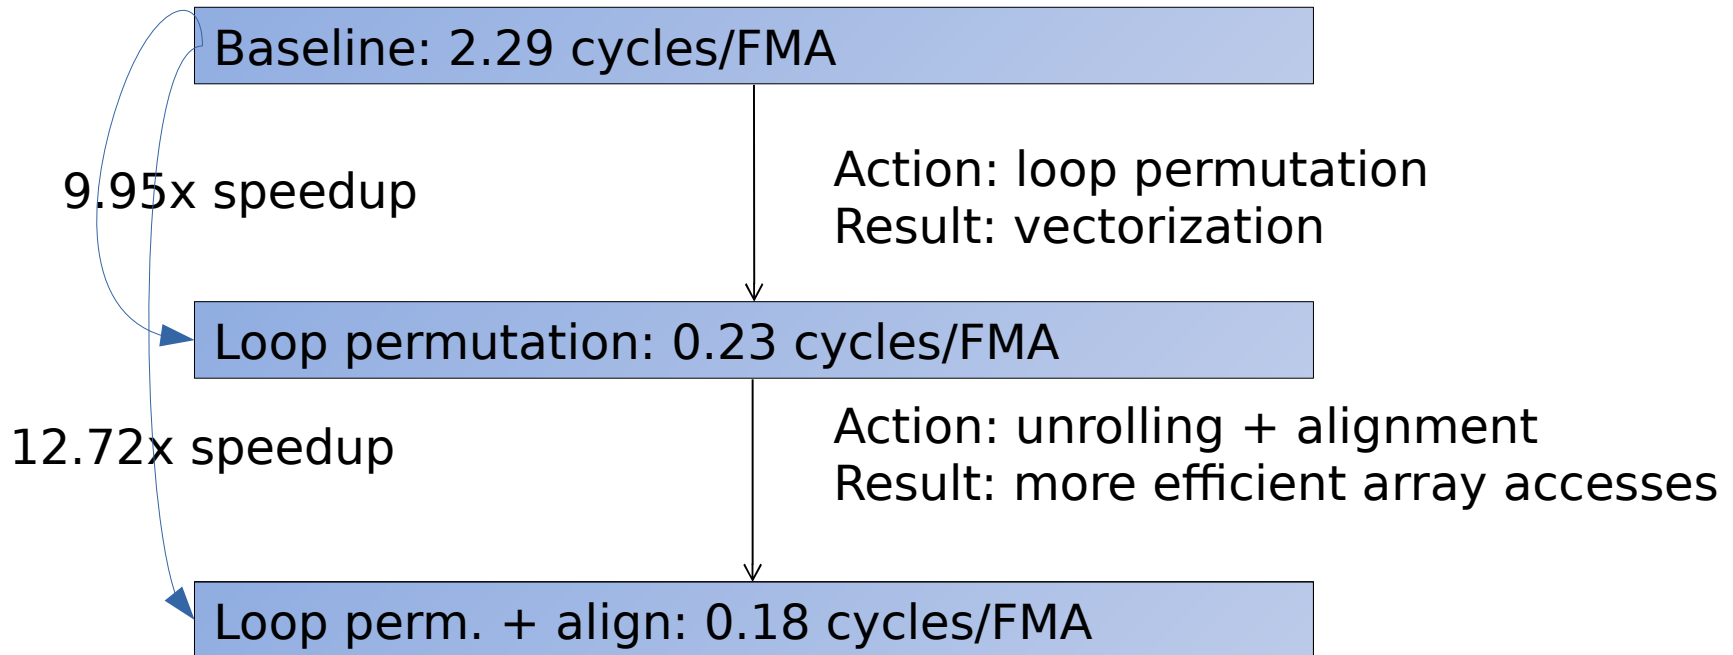 Baseline: 2.29 cycles/FMA
9.95x speedup
Action: loop permutation
Result: vectorization
Loop permutation: 0.23 cycles/FMA
12.72x speedup
Action: unrolling + alignment
Result: more efficient array accesses
Loop perm. + align: 0.18 cycles/FMA